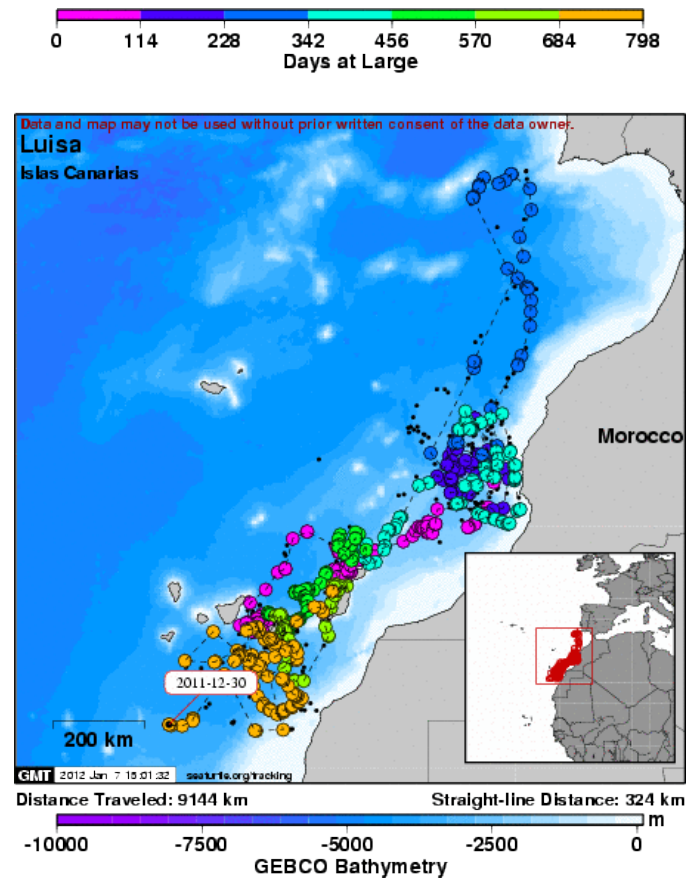 0 114 228 342 456 570 684 798
Days at Large
Data and map may not be used without prior written consent of the data owner.
Luisa
Islas Canarias
Morocco
2011-12-30
200 km
GMT 2012 Jan 7 15:01:32 seaturtle.org/tracking
Distance Traveled: 9144 km Straight-line Distance: 324 km
m
-10000 -7500 -5000 -2500 0
GEBCO Bathymetry